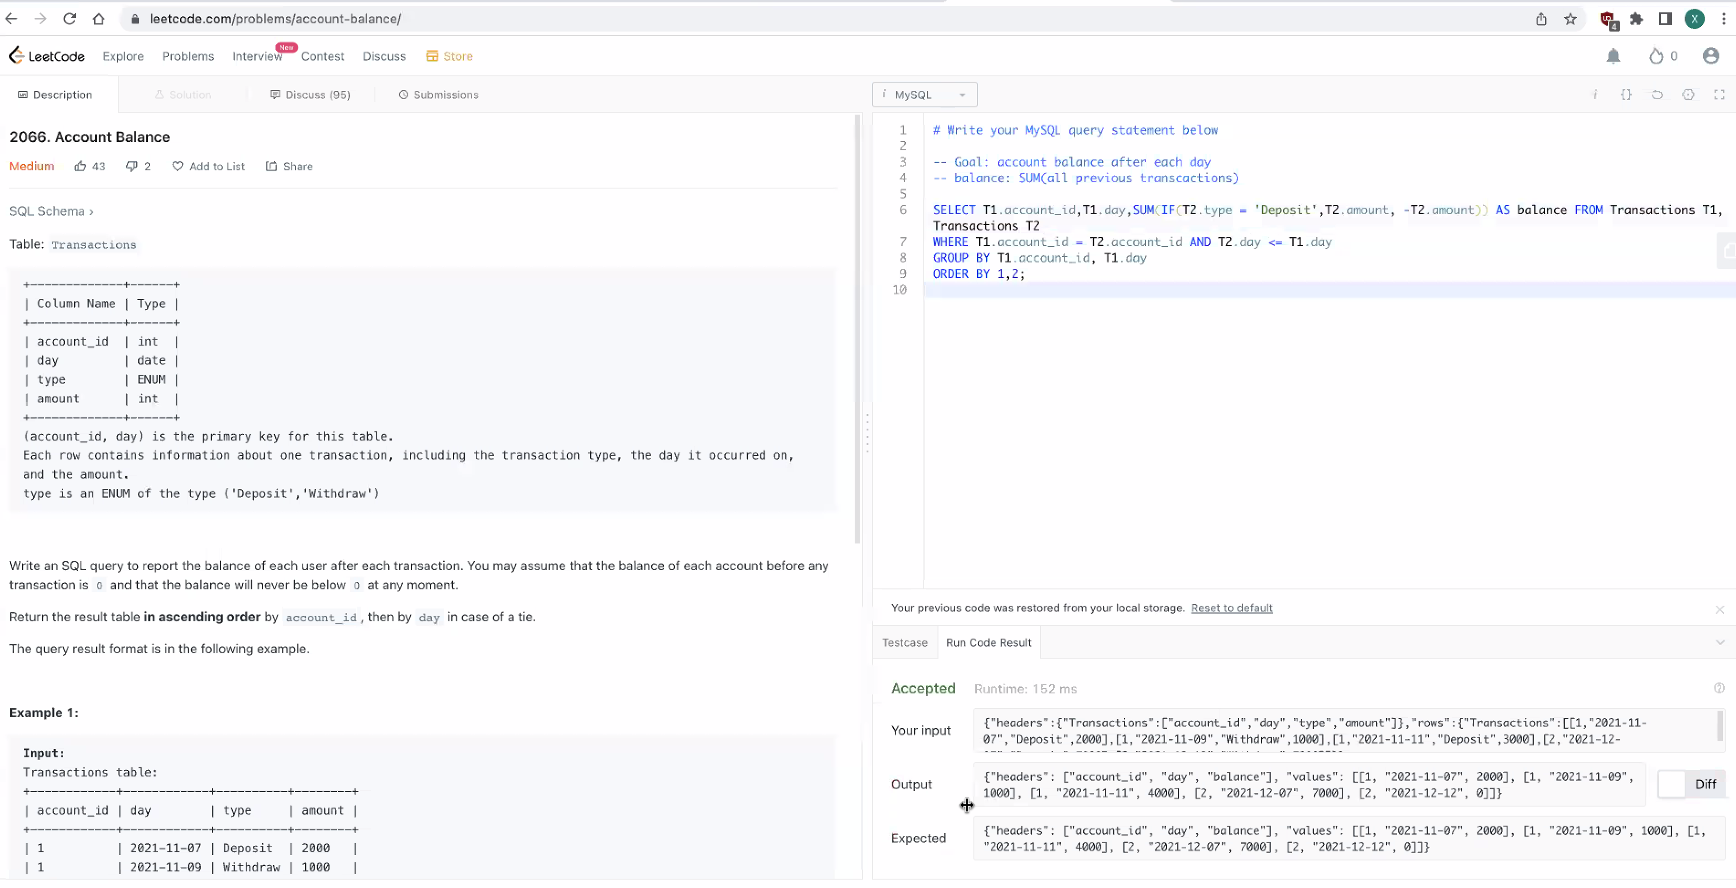 leetcode.com/problems/account-balance/
4
X
LeetCode
Explore
Problems
Interview
New
Contest
Discuss
Store
0
Description
Solution
Discuss (95)
Submissions
i MySQL
i {}
2066. Account Balance
Medium
43
2
Add to List
Share
SQL Schema ›
Table: Transactions
+-------------+------+
| Column Name | Type |
+-------------+------+
| account_id  | int  |
| day         | date |
| type        | ENUM |
| amount      | int  |
+-------------+------+
(account_id, day) is the primary key for this table.
Each row contains information about one transaction, including the transaction type, the day it occurred on,
and the amount.
type is an ENUM of the type ('Deposit','Withdraw')
Write an SQL query to report the balance of each user after each transaction. You may assume that the balance of each account before any
transaction is 0 and that the balance will never be below 0 at any moment.
Return the result table in ascending order by account_id, then by day in case of a tie.
The query result format is in the following example.
Example 1:
Input:
Transactions table:
+------------+------------+----------+--------+
| account_id | day        | type     | amount |
+------------+------------+----------+--------+
| 1          | 2021-11-07 | Deposit  | 2000   |
| 1          | 2021-11-09 | Withdraw | 1000   |
1 # Write your MySQL query statement below
2
3 -- Goal: account balance after each day
4 -- balance: SUM(all previous transcactions)
5
6 SELECT T1.account_id,T1.day,SUM(IF(T2.type = 'Deposit',T2.amount, -T2.amount)) AS balance FROM Transactions T1,
Transactions T2
7 WHERE T1.account_id = T2.account_id AND T2.day <= T1.day
8 GROUP BY T1.account_id, T1.day
9 ORDER BY 1,2;
10
Your previous code was restored from your local storage. Reset to default
Testcase
Run Code Result
Accepted
Runtime: 152 ms
Your input
{"headers":{"Transactions":["account_id","day","type","amount"]},"rows":{"Transactions":[[1,"2021-11-
07","Deposit",2000],[1,"2021-11-09","Withdraw",1000],[1,"2021-11-11","Deposit",3000],[2,"2021-12-
Output
{"headers": ["account_id", "day", "balance"], "values": [[1, "2021-11-07", 2000], [1, "2021-11-09",
1000], [1, "2021-11-11", 4000], [2, "2021-12-07", 7000], [2, "2021-12-12", 0]]}
Diff
Expected
{"headers": ["account_id", "day", "balance"], "values": [[1, "2021-11-07", 2000], [1, "2021-11-09", 1000], [1,
"2021-11-11", 4000], [2, "2021-12-07", 7000], [2, "2021-12-12", 0]]}